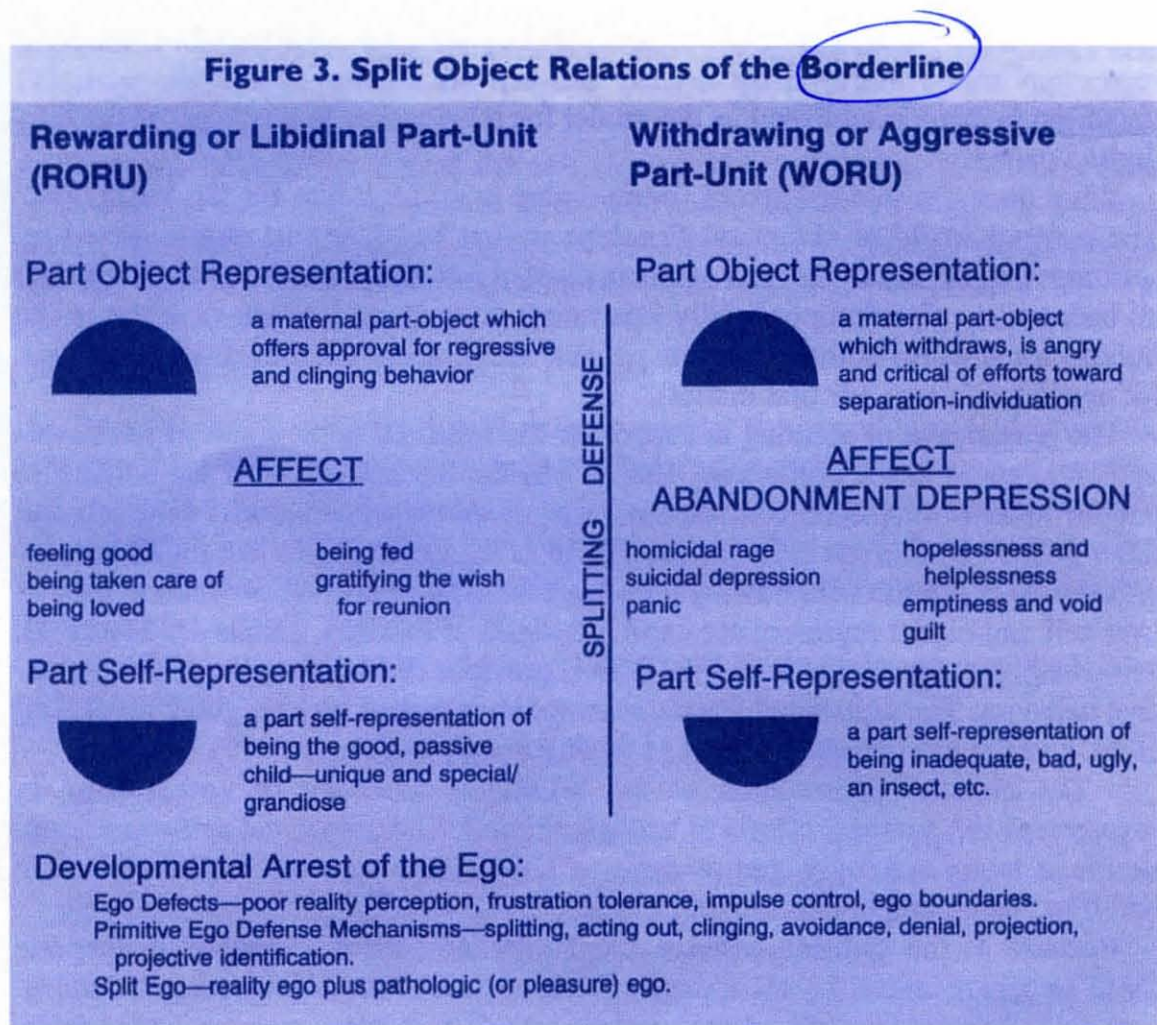 Figure 3. Split Object Relations of the Borderline
Rewarding or Libidinal Part-Unit
(RORU)
Part Object Representation:
a maternal part-object which
offers approval for regressive
and clinging behavior
AFFECT
feeling good
being taken care of
being loved
being fed
gratifying the wish
for reunion
Part Self-Representation:
a part self-representation of
being the good, passive
child—unique and special/
grandiose
SPLITTING DEFENSE
Withdrawing or Aggressive
Part-Unit (WORU)
Part Object Representation:
a maternal part-object
which withdraws, is angry
and critical of efforts toward
separation-individuation
AFFECT
ABANDONMENT DEPRESSION
homicidal rage
suicidal depression
panic
hopelessness and
helplessness
emptiness and void
guilt
Part Self-Representation:
a part self-representation of
being inadequate, bad, ugly,
an insect, etc.
Developmental Arrest of the Ego:
Ego Defects—poor reality perception, frustration tolerance, impulse control, ego boundaries.
Primitive Ego Defense Mechanisms—splitting, acting out, clinging, avoidance, denial, projection,
projective identification.
Split Ego—reality ego plus pathologic (or pleasure) ego.